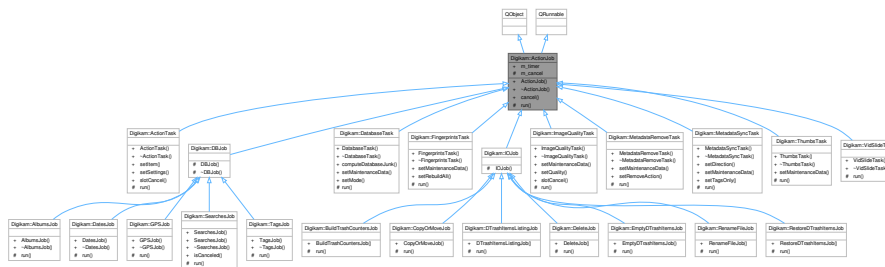 QObject
QRunnable
Digikam::ActionJob
+ m_timer
# m_cancel
+ ActionJob()
+ ~ActionJob()
+ cancel()
# run()
Digikam::ActionTask
+ ActionTask()
+ ~ActionTask()
+ setItem()
+ setSettings()
+ slotCancel()
# run()
Digikam::DBJob
# DBJob()
# ~DBJob()
Digikam::DatabaseTask
+ DatabaseTask()
+ ~DatabaseTask()
+ computeDatabaseJunk()
+ setMaintenanceData()
+ setMode()
# run()
Digikam::FingerprintsTask
+ FingerprintsTask()
+ ~FingerprintsTask()
+ setMaintenanceData()
+ setRebuildAll()
# run()
Digikam::IOJob
# IOJob()
Digikam::ImageQualityTask
+ ImageQualityTask()
+ ~ImageQualityTask()
+ setMaintenanceData()
+ setQuality()
+ slotCancel()
# run()
Digikam::MetadataRemoveTask
+ MetadataRemoveTask()
+ ~MetadataRemoveTask()
+ setMaintenanceData()
+ setRemoveAction()
# run()
Digikam::MetadataSyncTask
+ MetadataSyncTask()
+ ~MetadataSyncTask()
+ setDirection()
+ setMaintenanceData()
+ setTagsOnly()
# run()
Digikam::ThumbsTask
+ ThumbsTask()
+ ~ThumbsTask()
+ setMaintenanceData()
# run()
Digikam::VidSlideTask
+ VidSlideTask()
+ ~VidSlideTask()
# run()
Digikam::AlbumsJob
+ AlbumsJob()
+ ~AlbumsJob()
# run()
Digikam::DatesJob
+ DatesJob()
+ ~DatesJob()
# run()
Digikam::GPSJob
+ GPSJob()
+ ~GPSJob()
# run()
Digikam::SearchesJob
+ SearchesJob()
+ SearchesJob()
+ ~SearchesJob()
+ isCanceled()
# run()
Digikam::TagsJob
+ TagsJob()
+ ~TagsJob()
# run()
Digikam::BuildTrashCountersJob
+ BuildTrashCountersJob()
# run()
Digikam::CopyOrMoveJob
+ CopyOrMoveJob()
# run()
Digikam::DTrashItemsListingJob
+ DTrashItemsListingJob()
# run()
Digikam::DeleteJob
+ DeleteJob()
# run()
Digikam::EmptyDTrashItemsJob
+ EmptyDTrashItemsJob()
# run()
Digikam::RenameFileJob
+ RenameFileJob()
# run()
Digikam::RestoreDTrashItemsJob
+ RestoreDTrashItemsJob()
# run()